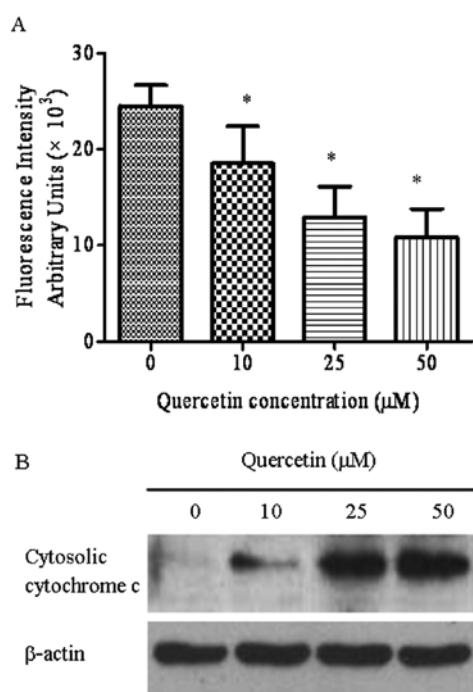 A
Fluorescence Intensity
Arbitrary Units (× 10³)
30
20
10
0
*
*
*
0 10 25 50
Quercetin concentration (μM)
B
Quercetin (μM)
0 10 25 50
Cytosolic
cytochrome c
β-actin